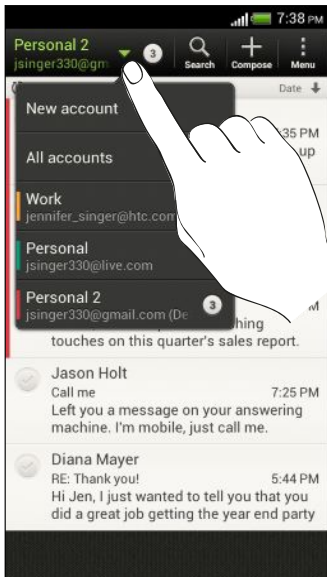 7:38 PM
Personal 2
jsinger330@gm
3
Search
Compose
Menu
Date
New account
:35 PM
up
All accounts
Work
jennifer_singer@htc.com
Personal
jsinger330@live.com
Personal 2
jsinger330@gmail.com (De
3
hing
touches on this quarter's sales report.
Jason Holt
Call me 7:25 PM
Left you a message on your answering
machine. I'm mobile, just call me.
Diana Mayer
RE: Thank you! 5:44 PM
Hi Jen, I just wanted to tell you that you
did a great job getting the year end party